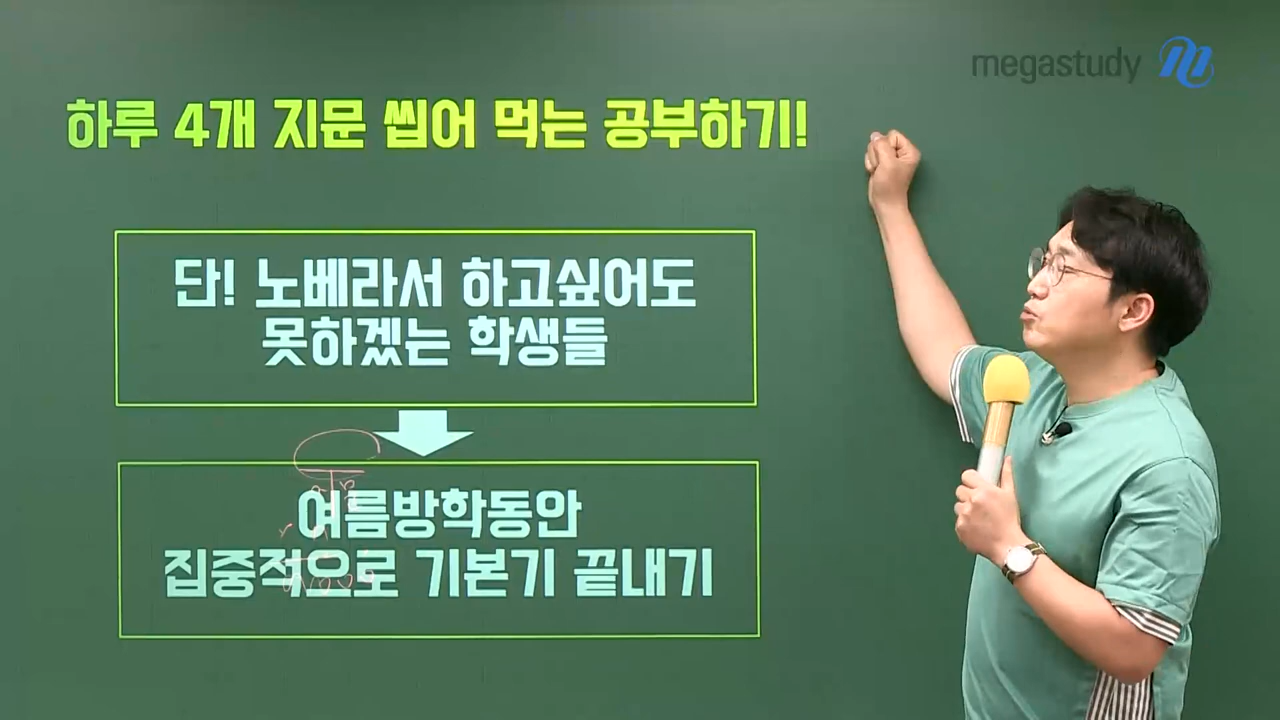 megastudy
하루 4개 지문 씹어 먹는 공부하기!
단! 노베라서 하고싶어도
못하겠는 학생들
여름방학동안
집중적으로 기본기 끝내기